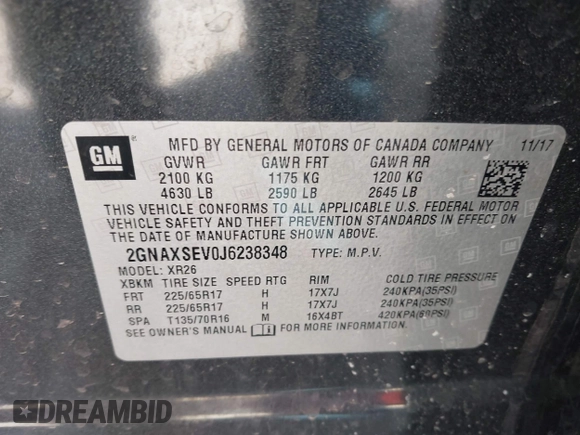 GM
MFD BY GENERAL MOTORS OF CANADA COMPANY 11/17
GVWR GAWR FRT GAWR RR
2100 KG 1175 KG 1200 KG
4630 LB 2590 LB 2645 LB
THIS VEHICLE CONFORMS TO ALL APPLICABLE U.S. FEDERAL MOTOR
VEHICLE SAFETY AND THEFT PREVENTION STANDARDS IN EFFECT ON
THE DATE OF MANUFACTURE SHOWN ABOVE.
2GNAXSEV0J6238348 TYPE: M.P.V.
MODEL: XR26
XBKM TIRE SIZE SPEED RTG RIM COLD TIRE PRESSURE
FRT 225/65R17 H 17X7J 240KPA(35PSI)
RR 225/65R17 H 17X7J 240KPA(35PSI)
SPA T135/70R16 M 16X4BT 420KPA(60PSI)
SEE OWNER'S MANUAL FOR MORE INFORMATION.
DREAMBID